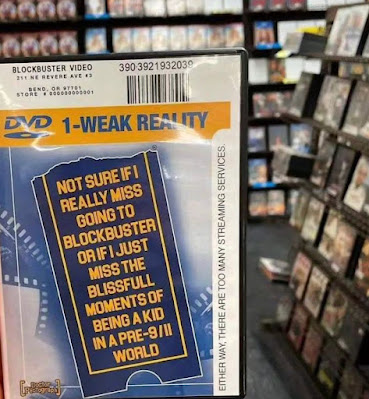 BLOCKBUSTER VIDEO
211 NE REVERE AVE #3
BEND, OR 97701
STORE # 000000000001
390-3921932039
DVD 1-WEAK REALITY
NOT SURE IF I
REALLY MISS
GOING TO
BLOCKBUSTER
OR IF I JUST
MISS THE
BLISSFULL
MOMENTS OF
BEING A KID
IN A PRE-9/11
WORLD
EITHER WAY, THERE ARE TOO MANY STREAMING SERVICES.